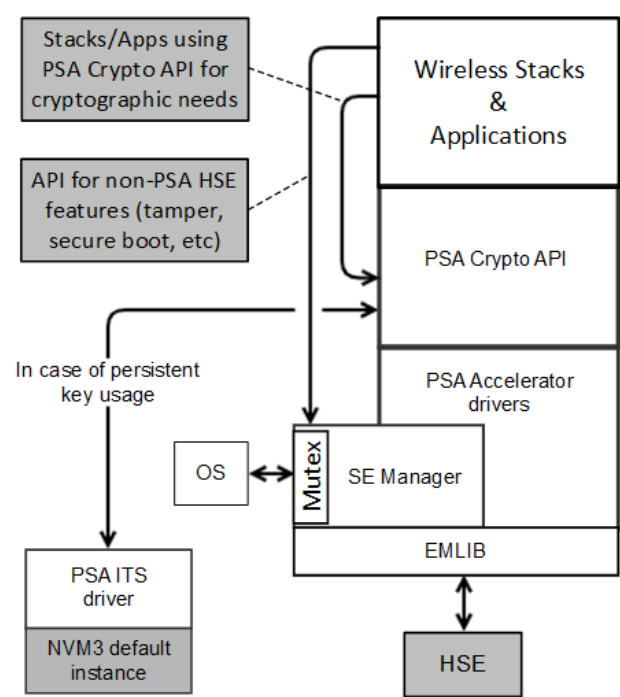 Stacks/Apps using
PSA Crypto API for
cryptographic needs
Wireless Stacks
&
Applications
API for non-PSA HSE
features (tamper,
secure boot, etc)
PSA Crypto API
In case of persistent
key usage
PSA Accelerator
drivers
OS
Mutex
SE Manager
EMLIB
PSA ITS
driver
NVM3 default
instance
HSE